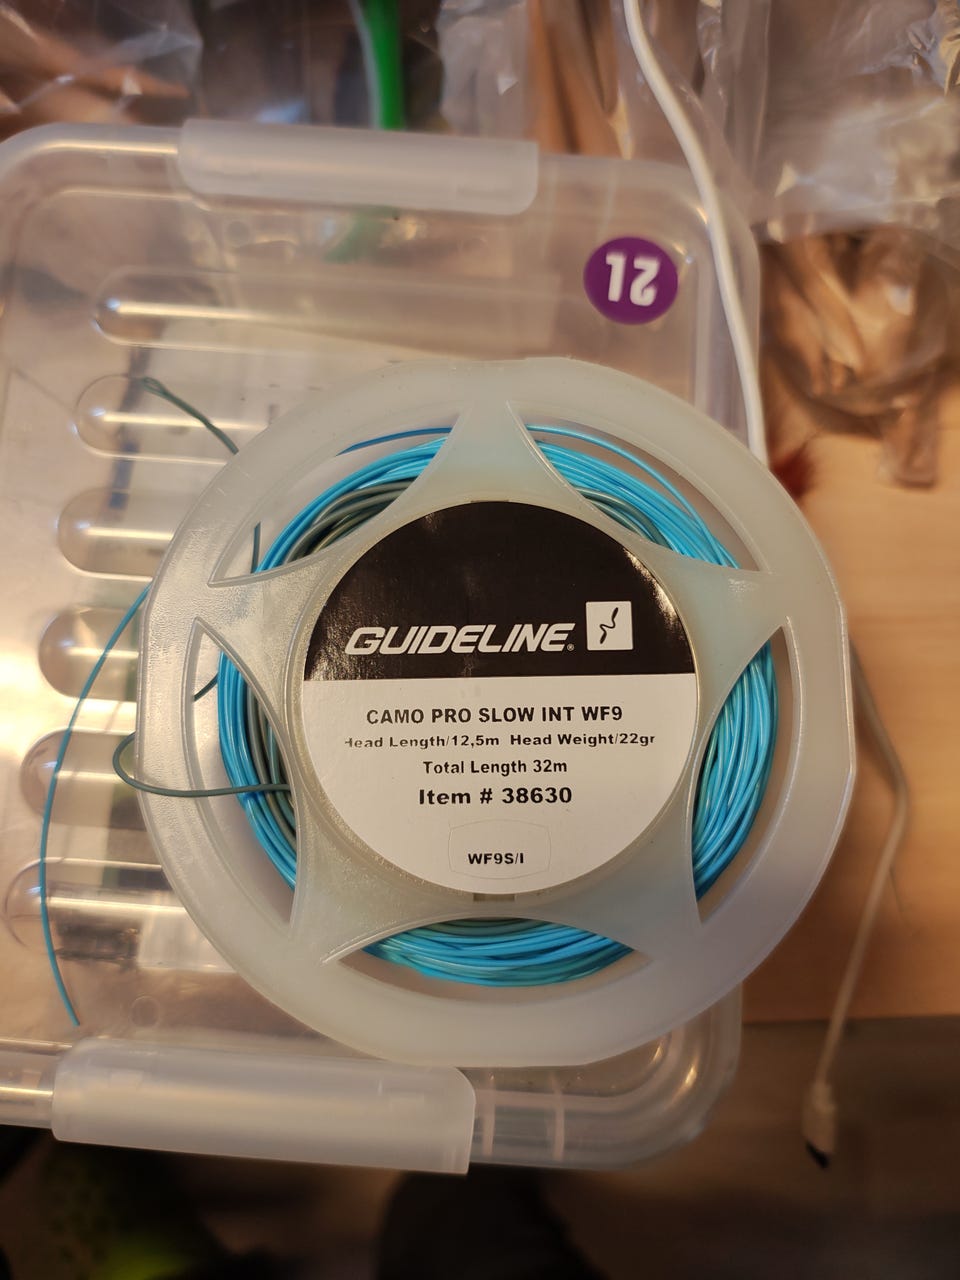 12
GUIDELINE®
CAMO PRO SLOW INT WF9
Head Length/12,5m Head Weight/22gr
Total Length 32m
Item # 38630
WF9S/I